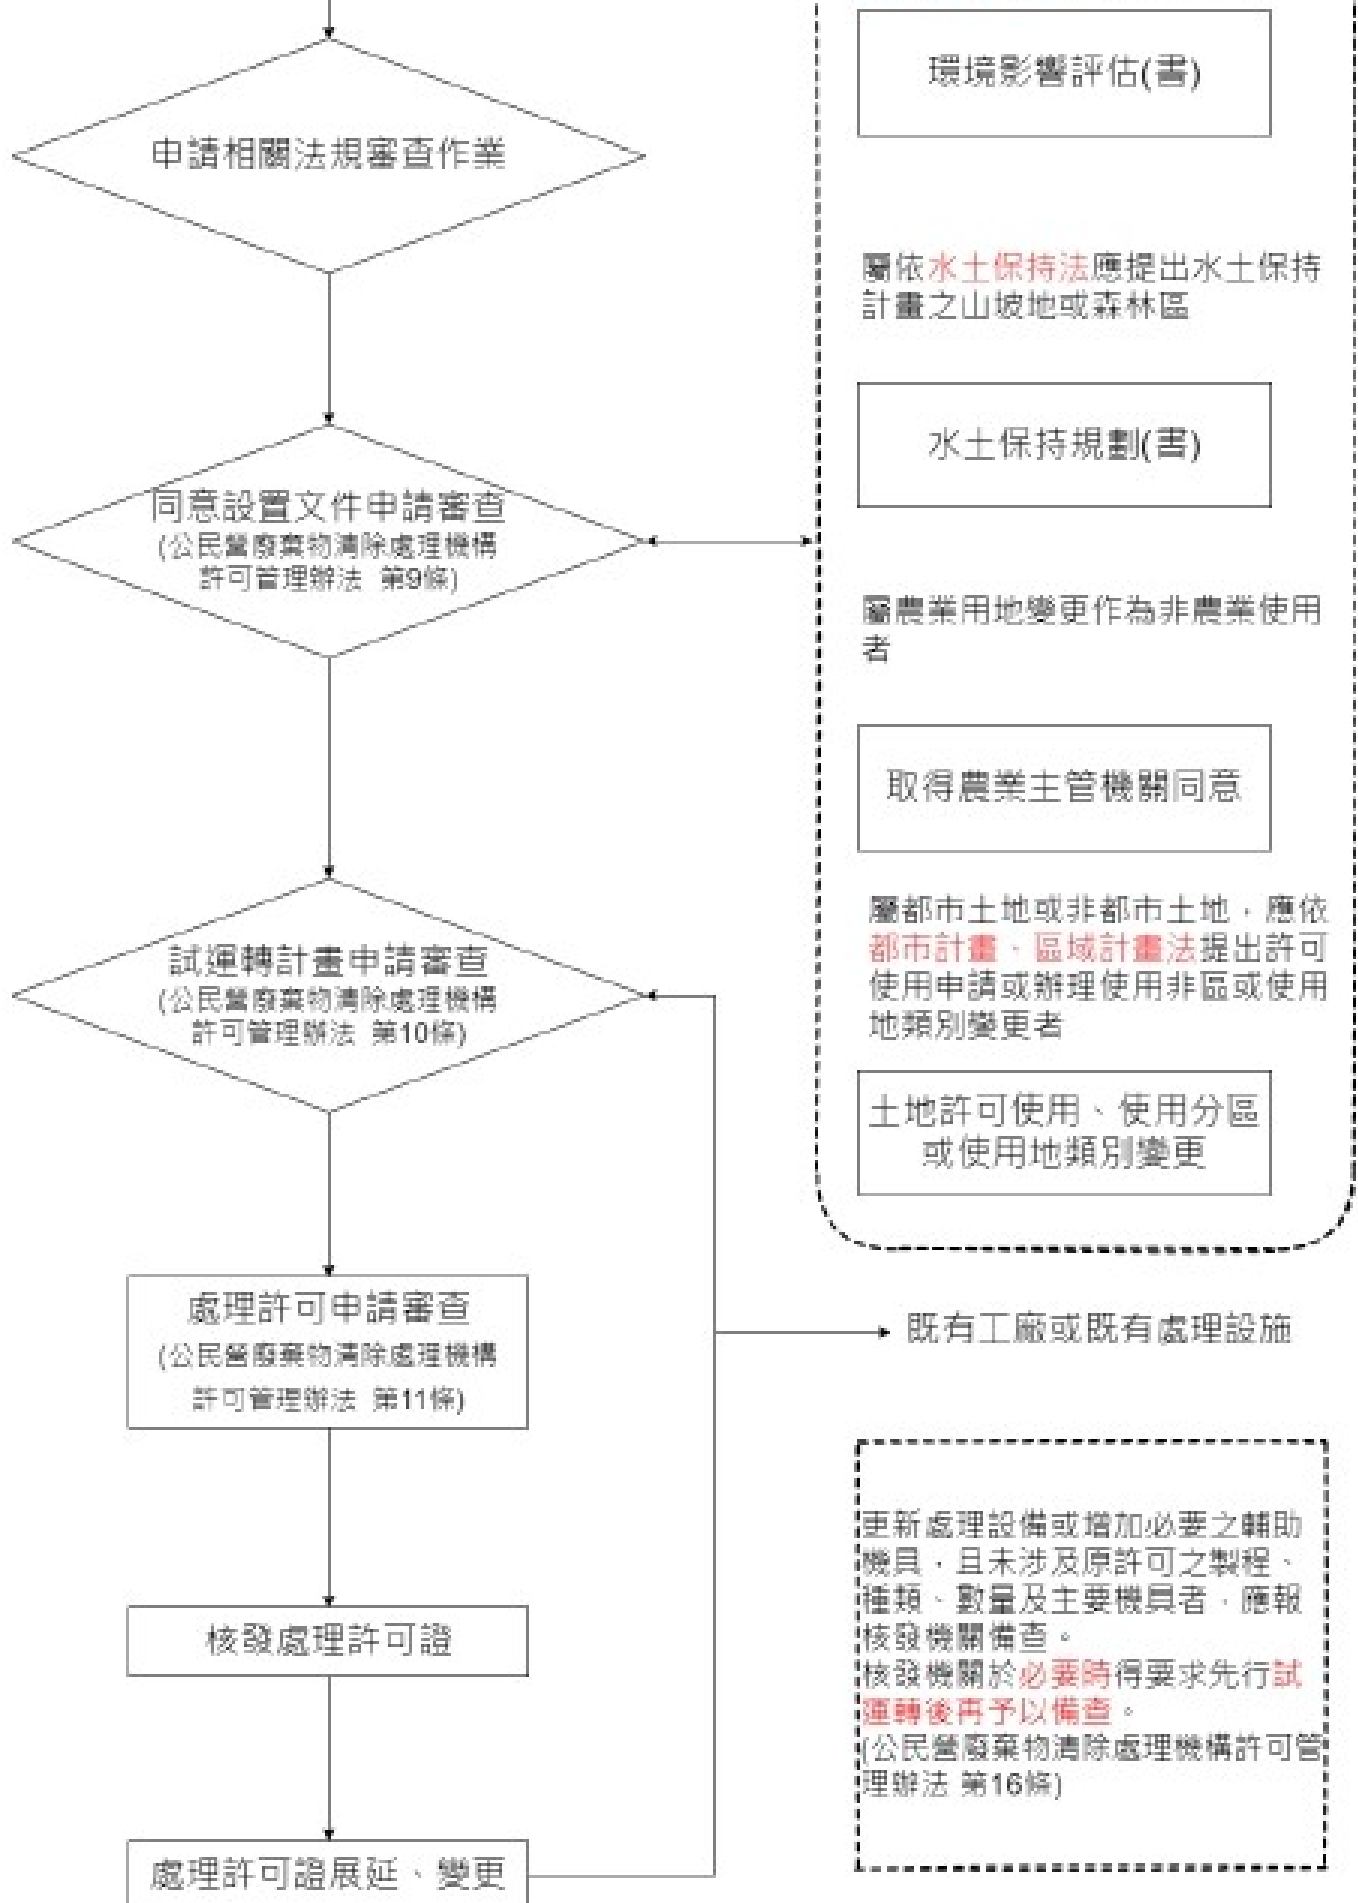 申請相關法規審查作業
同意設置文件申請審查
(公民營廢棄物清除處理機構
許可管理辦法 第9條)
試運轉計畫申請審查
(公民營廢棄物清除處理機構
許可管理辦法 第10條)
處理許可申請審查
(公民營廢棄物清除處理機構
許可管理辦法 第11條)
核發處理許可證
處理許可證展延、變更
環境影響評估(書)
屬依水土保持法應提出水土保持
計畫之山坡地或森林區
水土保持規劃(書)
屬農業用地變更作為非農業使用
者
取得農業主管機關同意
屬都市土地或非都市土地，應依
都市計畫、區域計畫法提出許可
使用申請或辦理使用非區或使用
地類別變更者
土地許可使用、使用分區
或使用地類別變更
既有工廠或既有處理設施
更新處理設備或增加必要之輔助
機具，且未涉及原許可之製程、
種類、數量及主要機具者，應報
核發機關備查。
核發機關於必要時得要求先行試
運轉後再予以備查。
(公民營廢棄物清除處理機構許可管
理辦法 第16條)